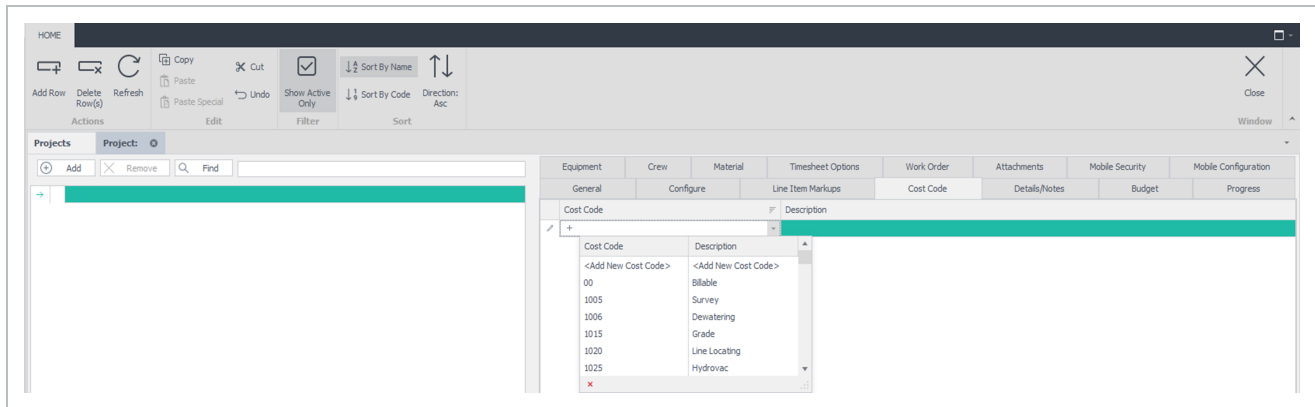 HOME
Add Row
Delete Row(s)
Refresh
Copy
Paste
Paste Special
Cut
Undo
Show Active Only
Sort By Name
Sort By Code
Direction: Asc
Close
Actions Edit Filter Sort Window
Projects Project:
Add Remove Find
Equipment Crew Material Timesheet Options Work Order Attachments Mobile Security Mobile Configuration
General Configure Line Item Markups Cost Code Details/Notes Budget Progress
Cost Code Description
+
Cost Code Description
<Add New Cost Code> <Add New Cost Code>
00 Billable
1005 Survey
1006 Dewatering
1015 Grade
1020 Line Locating
1025 Hydrovac